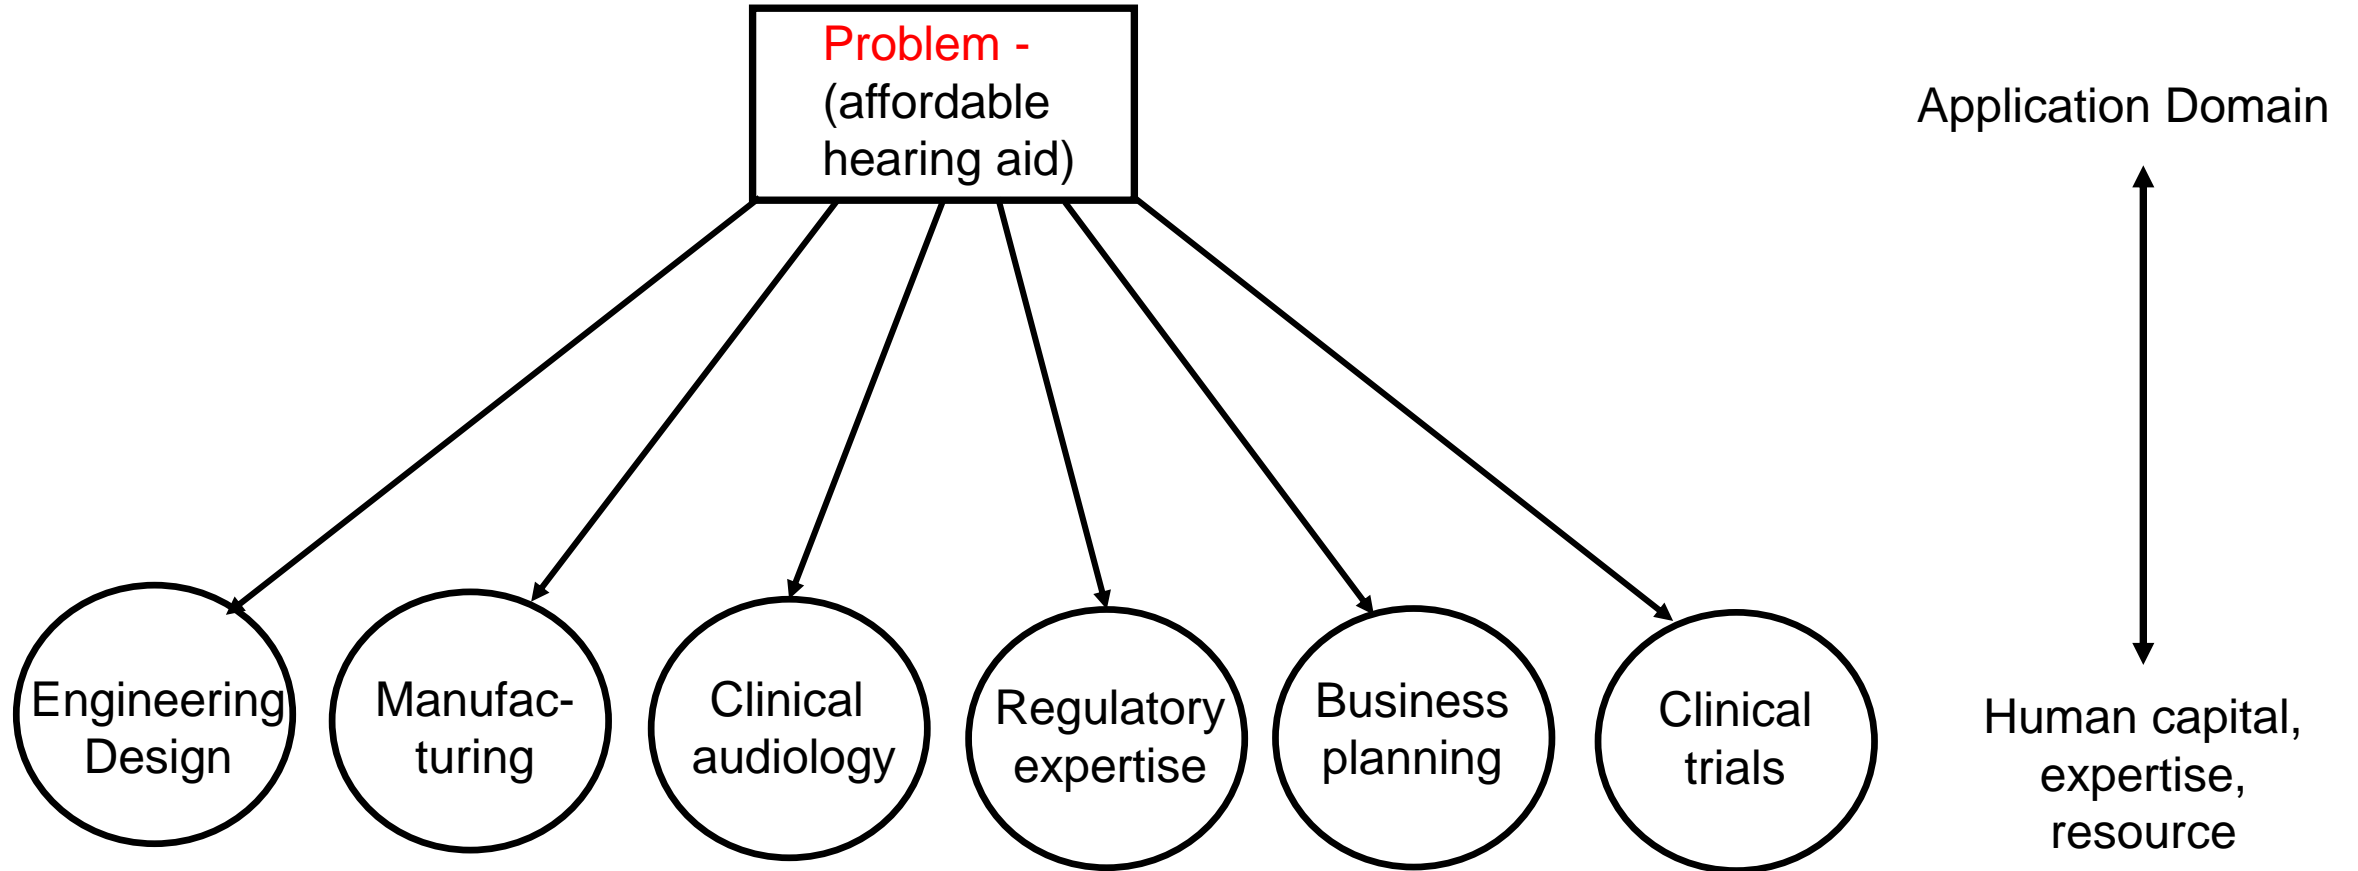 Problem -
(affordable
hearing aid)
Application Domain
Engineering
Design
Manufac-
turing
Clinical
audiology
Regulatory
expertise
Business
planning
Clinical
trials
Human capital,
expertise,
resource